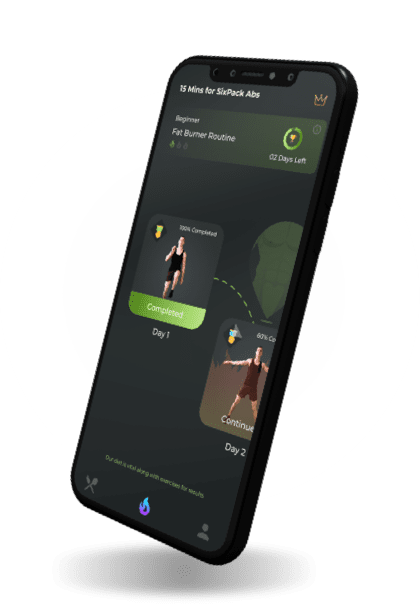 15 Mins for SixPack Abs
Beginner
Fat Burner Routine
02 Days Left
100% Completed
Completed
Day 1
60% Co
Continue
Day 2
Our diet is vital along with exercises for results